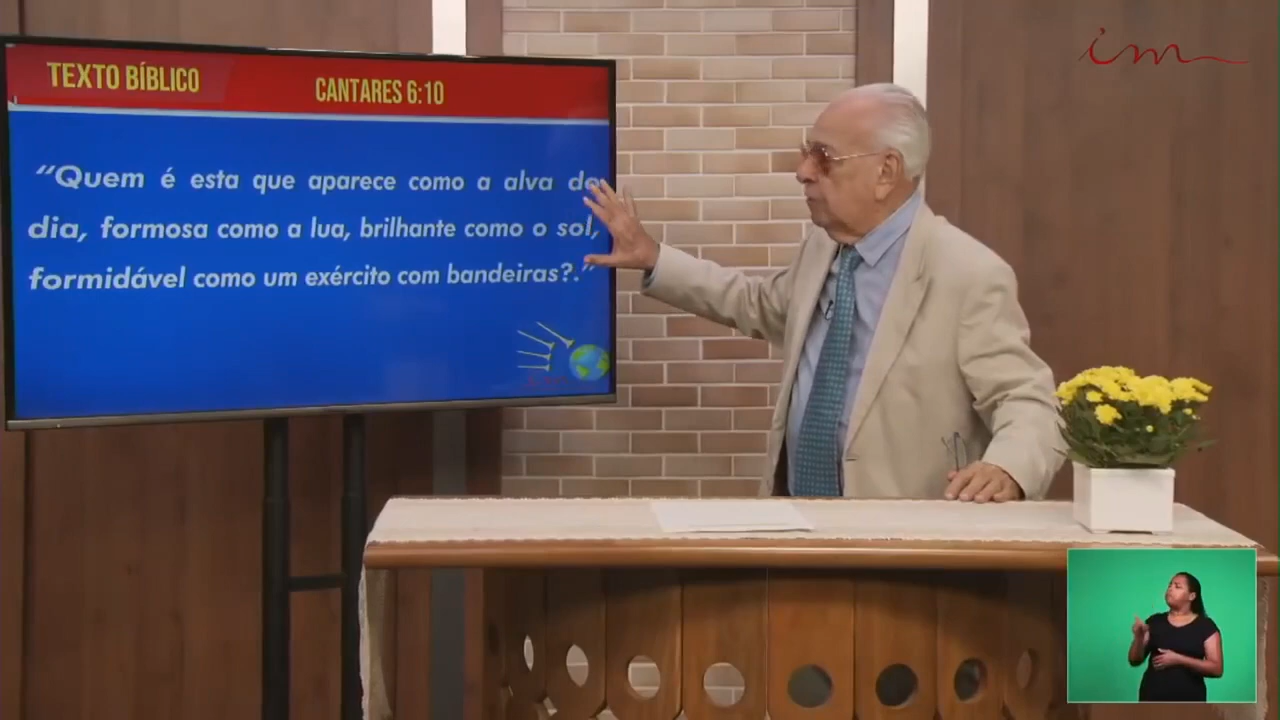 TEXTO BÍBLICO CANTARES 6:10
“Quem é esta que aparece como a alva do
dia, formosa como a lua, brilhante como o sol,
formidável como um exército com bandeiras?.”
im